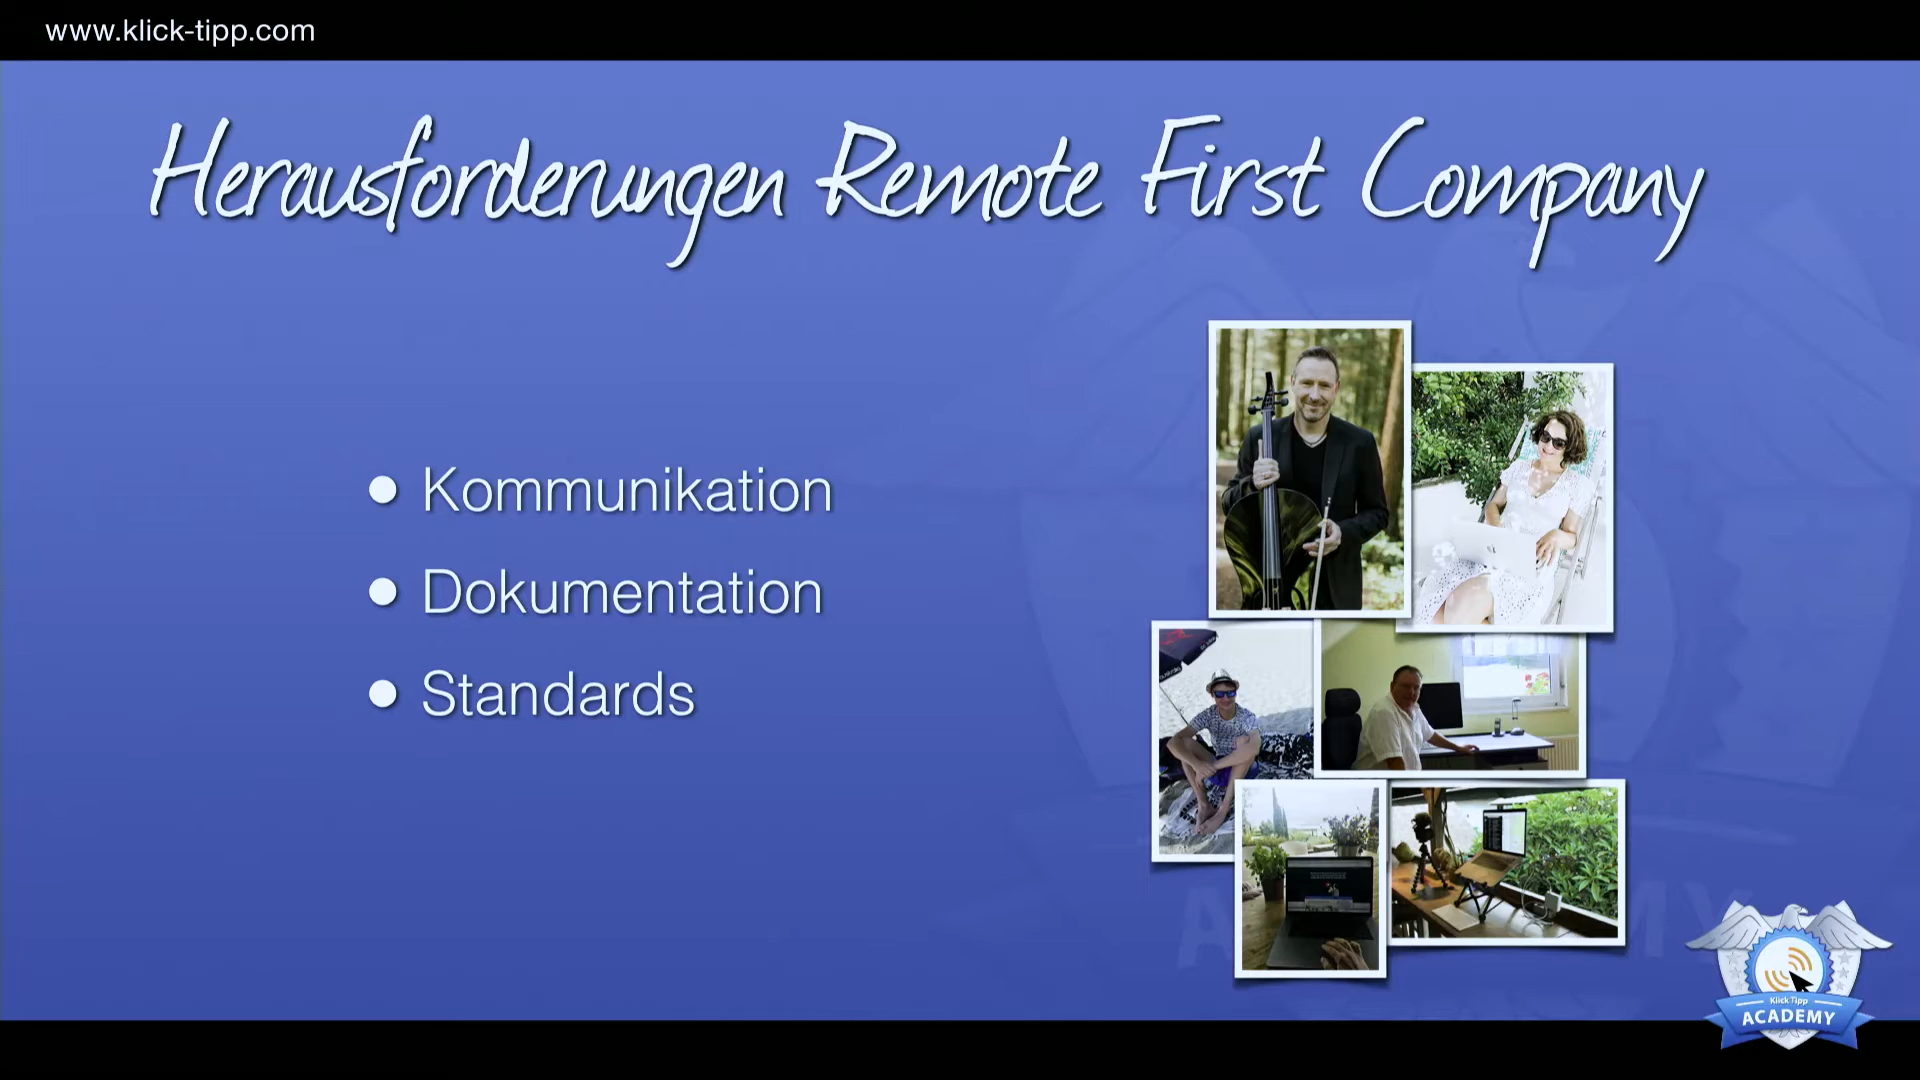 www.klick-tipp.com
Herausforderungen Remote First Company
Kommunikation
Dokumentation
Standards
Klick Tipp
ACADEMY